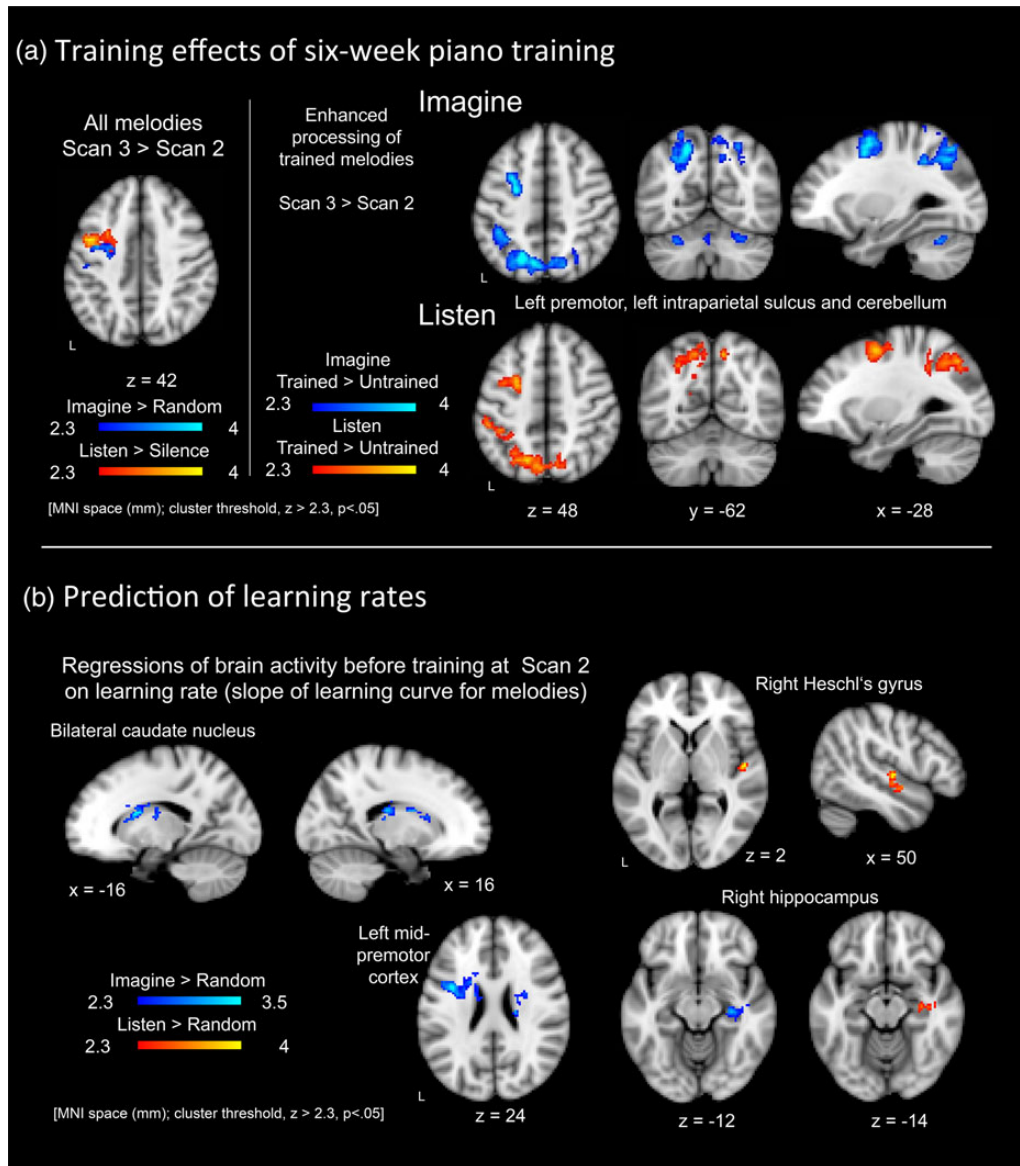 (a) Training effects of six-week piano training
All melodies
Scan 3 > Scan 2
L
z = 42
Imagine > Random
2.3 4
Listen > Silence
2.3 4
Enhanced
processing of
trained melodies
Scan 3 > Scan 2
Imagine
L
Left premotor, left intraparietal sulcus and cerebellum
Listen
Imagine
Trained > Untrained
2.3 4
Listen
Trained > Untrained
2.3 4
L
z = 48 y = -62 x = -28
[MNI space (mm); cluster threshold, z > 2.3, p<.05]
(b) Prediction of learning rates
Regressions of brain activity before training at Scan 2
on learning rate (slope of learning curve for melodies)
Bilateral caudate nucleus
x = -16 x = 16
Right Heschl's gyrus
L
z = 2 x = 50
Left mid-
premotor
cortex
L
z = 24
Right hippocampus
z = -12 z = -14
Imagine > Random
2.3 3.5
Listen > Random
2.3 4
[MNI space (mm); cluster threshold, z > 2.3, p<.05]